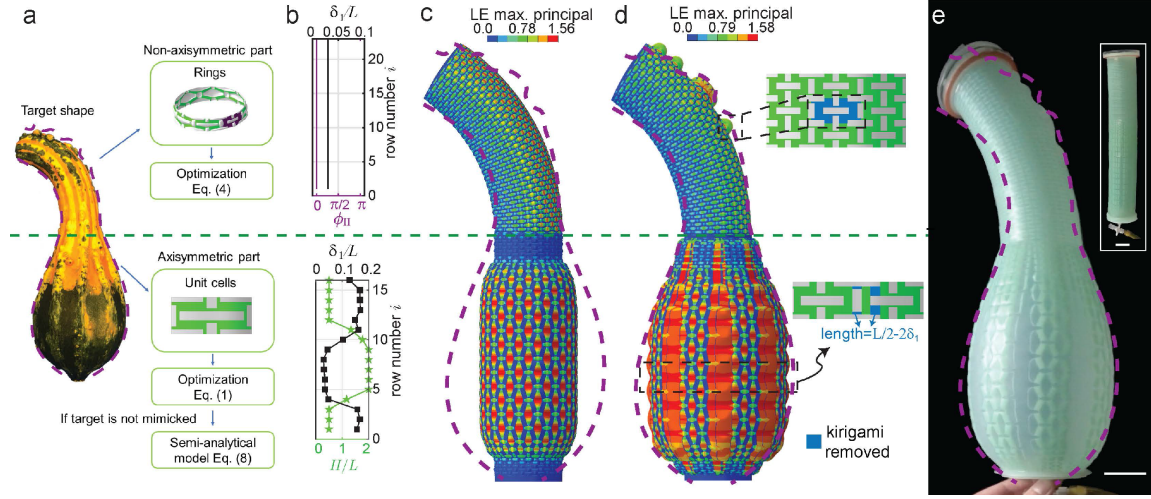 a
Non-axisymmetric part
Rings
Target shape
Optimization
Eq. (4)
Axisymmetric part
Unit cells
Optimization
Eq. (1)
If target is not mimicked
Semi-analytical
model Eq. (8)
b
δ₁/L
0 0.05 0.1
20
15
10
5
0
row number i
0 π/2 π
ϕ_II
δ₁/L
0 0.1 0.2
15
10
5
0
row number i
0 1 2
H/L
c
LE max. principal
0.0 0.78 1.56
d
LE max. principal
0.0 0.79 1.58
length=L/2-2δ₁
kirigami
removed
e